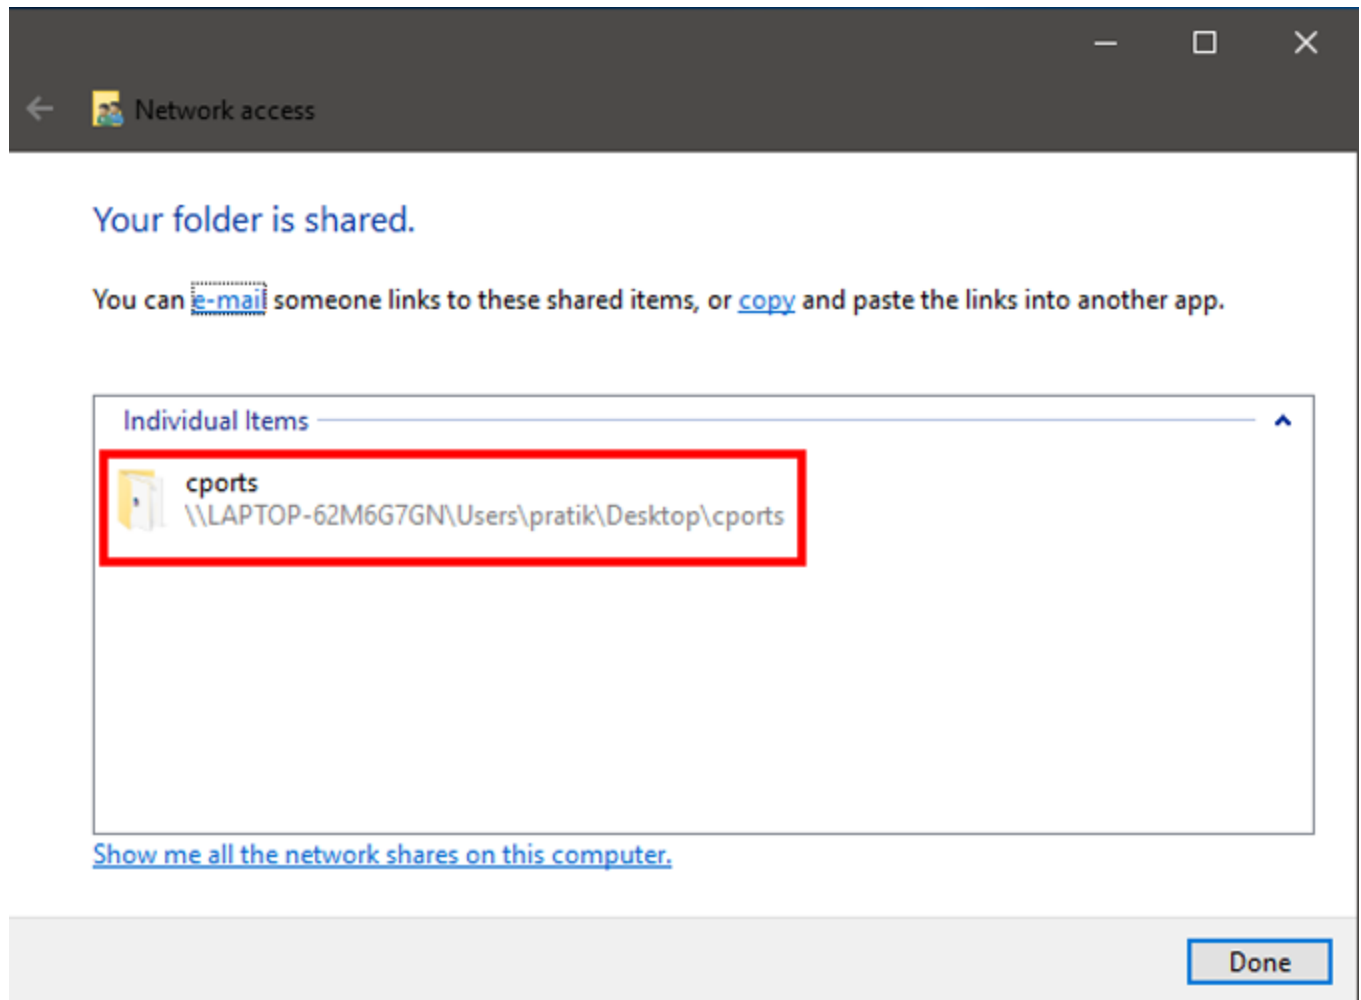 Network access
Your folder is shared.
You can e-mail someone links to these shared items, or copy and paste the links into another app.
Individual Items
cports
\\LAPTOP-62M6G7GN\Users\pratik\Desktop\cports
Show me all the network shares on this computer.
Done